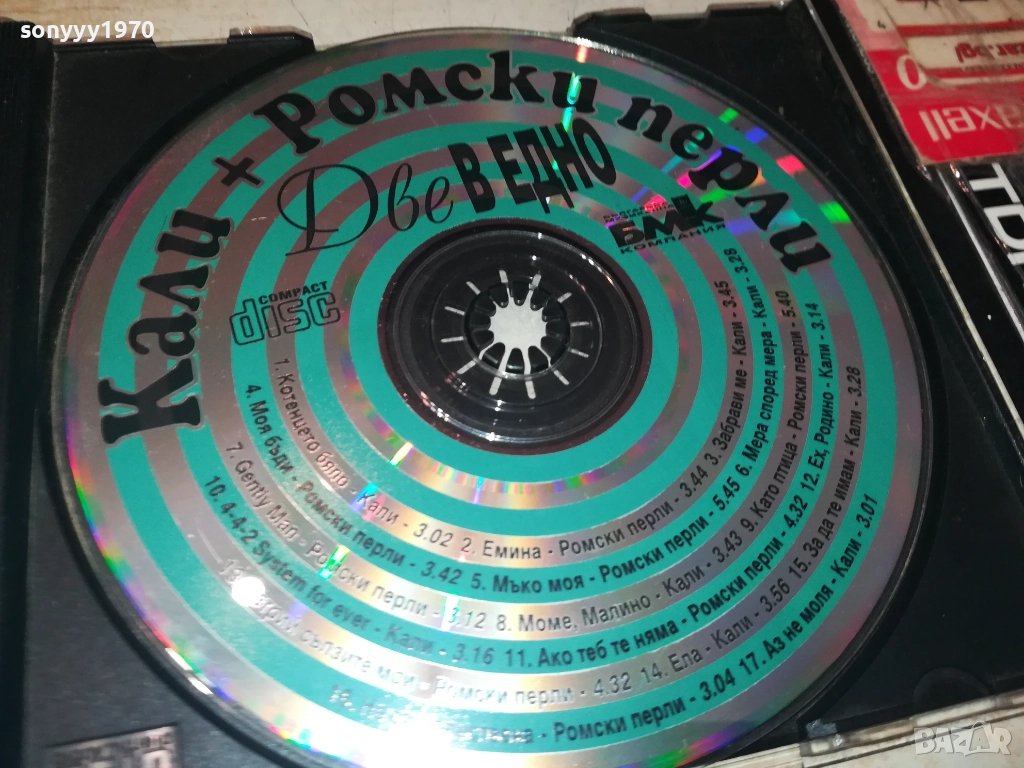 sonyyy1970
Кали + Ромски перли
Две В ЕДНО
БМК
КОМПАНИЯ
COMPACT
disc
1. Котенцето бяло - Кали - 3.02 2. Емина - Ромски перли - 3.44 3. Забрави ме - Кали - 3.45
4. Моя бъди - Ромски перли - 3.42 5. Мъко моя - Ромски перли - 5.45 6. Мера според мера - Кали - 3.28
7. Gently Man - Ромски перли - 3.12 8. Моме, Малино - Кали - 3.43 9. Като птица - Ромски перли - 5.40
10. 4-4-2 System for ever - Кали - 3.16 11. Ако теб те няма - Ромски перли - 4.32 12. Ех, Родино - Кали - 3.14
сълзите мои - Ромски перли - 4.32 14. Ела - Кали - 3.56 15. За да те имам - Кали - 3.28
- Ромски перли - 3.04 17. Аз не моля - Кали - 3.01
zar.bg
axell
BAZAR